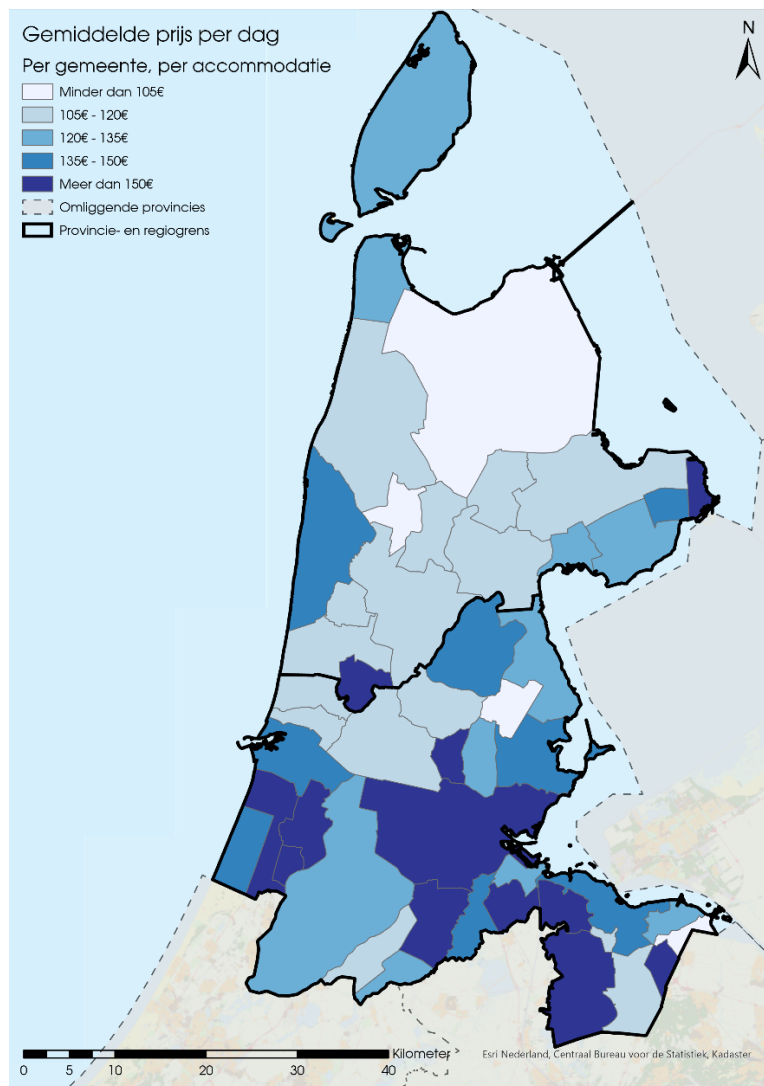 Gemiddelde prijs per dag
Per gemeente, per accommodatie
Minder dan 105€
105€ - 120€
120€ - 135€
135€ - 150€
Meer dan 150€
Omliggende provincies
Provincie- en regiogrens
N
0 5 10 20 30 40 Kilometer
Esri Nederland, Centraal Bureau voor de Statistiek, Kadaster